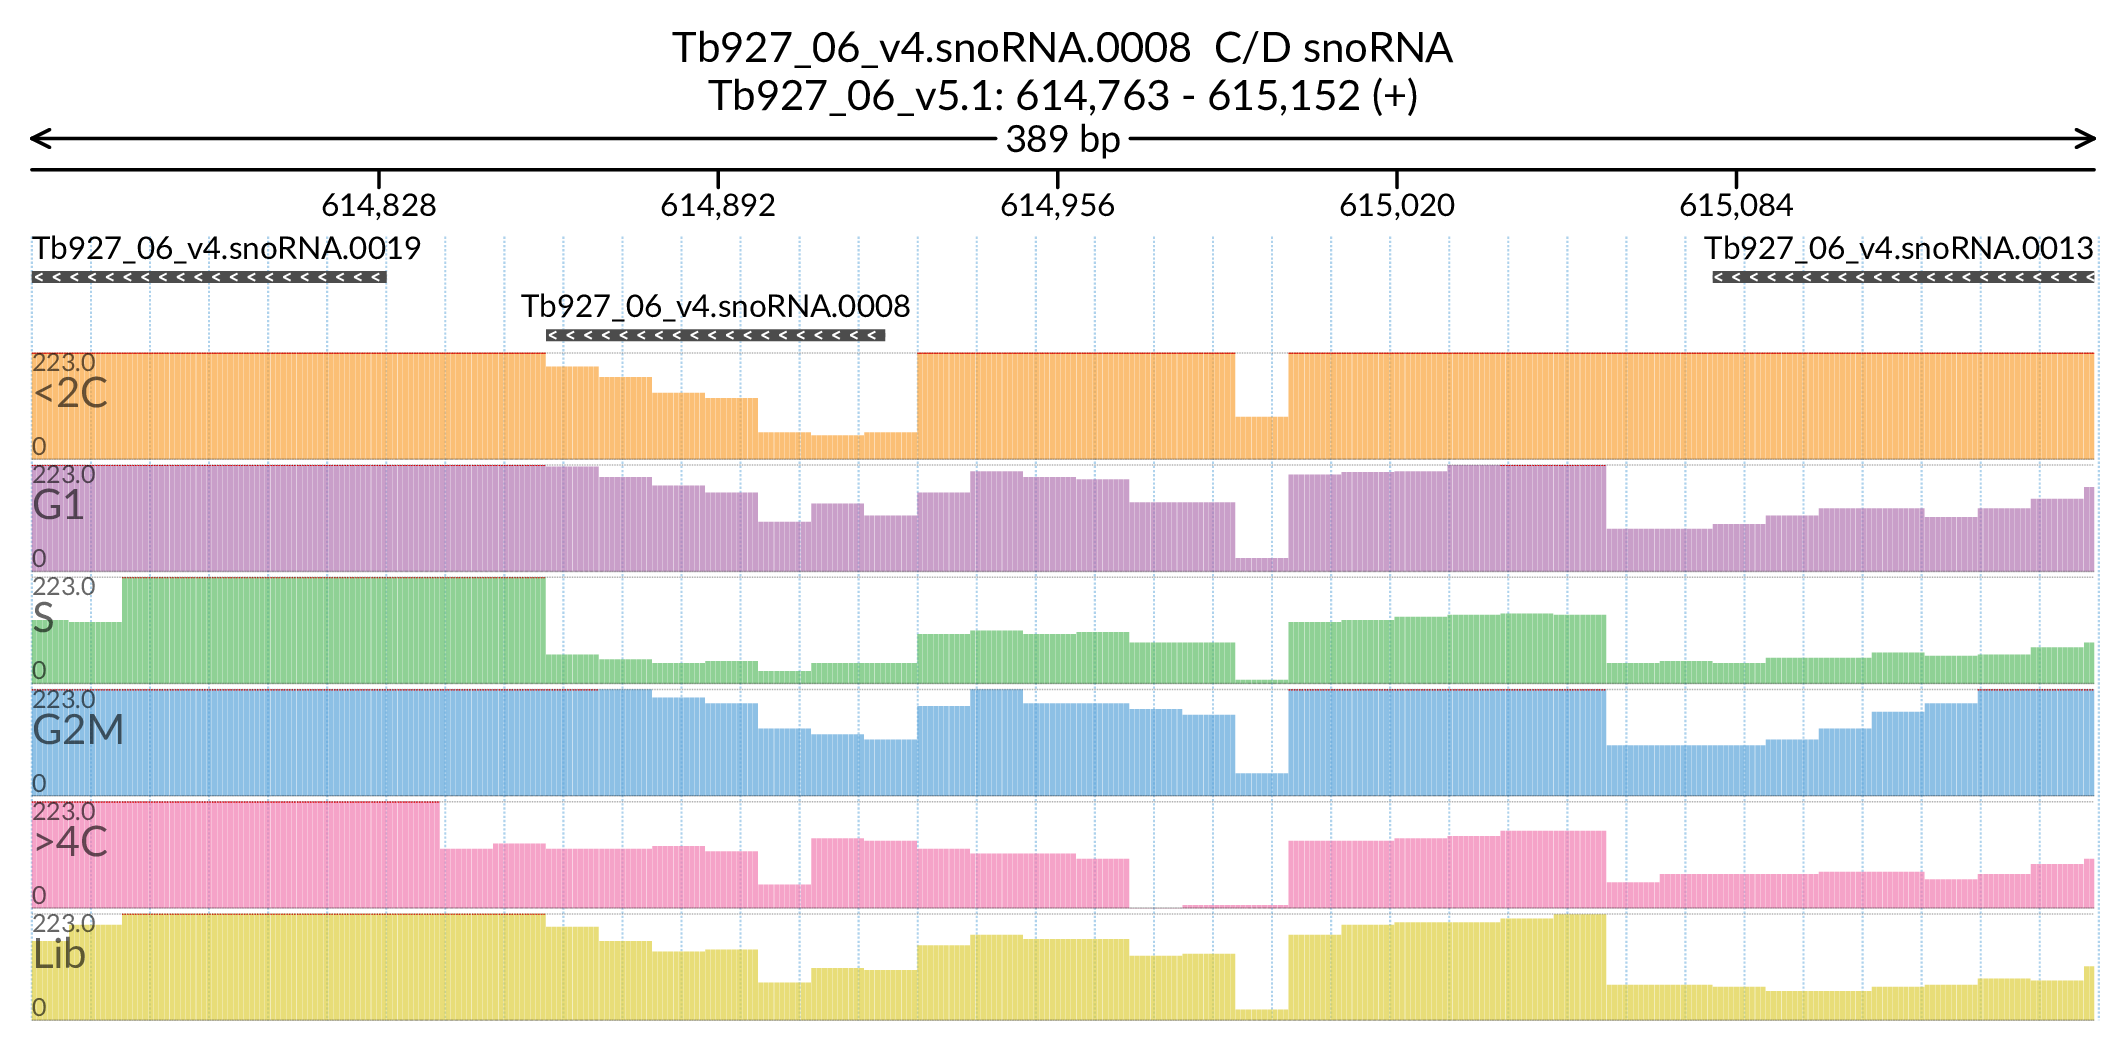 Tb927_06_v4.snoRNA.0008 C/D snoRNA
Tb927_06_v5.1: 614,763 - 615,152 (+)
389 bp
614,828 614,892 614,956 615,020 615,084
Tb927_06_v4.snoRNA.0019 Tb927_06_v4.snoRNA.0013
Tb927_06_v4.snoRNA.0008
223.0
<2C
0
223.0
G1
0
223.0
S
0
223.0
G2M
0
223.0
>4C
0
223.0
Lib
0